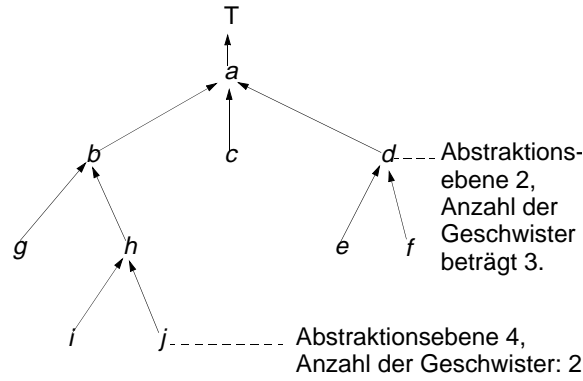 T
a
b c d Abstraktions-
ebene 2,
Anzahl der
Geschwister
beträgt 3.
g h e f
i j Abstraktionsebene 4,
Anzahl der Geschwister: 2